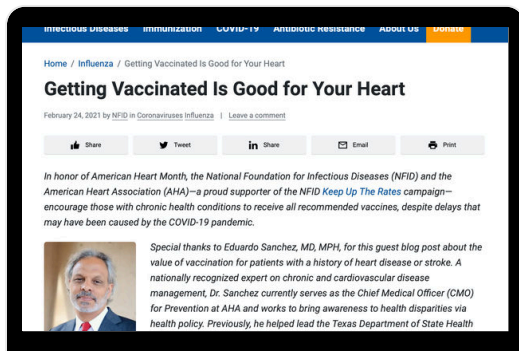 Infectious Diseases Immunization COVID-19 Antibiotic Resistance About Us Donate
Home / Influenza / Getting Vaccinated Is Good for Your Heart
Getting Vaccinated Is Good for Your Heart
February 24, 2021 by NFID in Coronaviruses Influenza | Leave a comment
Share Tweet Share Email Print
In honor of American Heart Month, the National Foundation for Infectious Diseases (NFID) and the
American Heart Association (AHA)—a proud supporter of the NFID Keep Up The Rates campaign—
encourage those with chronic health conditions to receive all recommended vaccines, despite delays that
may have been caused by the COVID-19 pandemic.
Special thanks to Eduardo Sanchez, MD, MPH, for this guest blog post about the
value of vaccination for patients with a history of heart disease or stroke. A
nationally recognized expert on chronic and cardiovascular disease
management, Dr. Sanchez currently serves as the Chief Medical Officer (CMO)
for Prevention at AHA and works to bring awareness to health disparities via
health policy. Previously, he helped lead the Texas Department of State Health